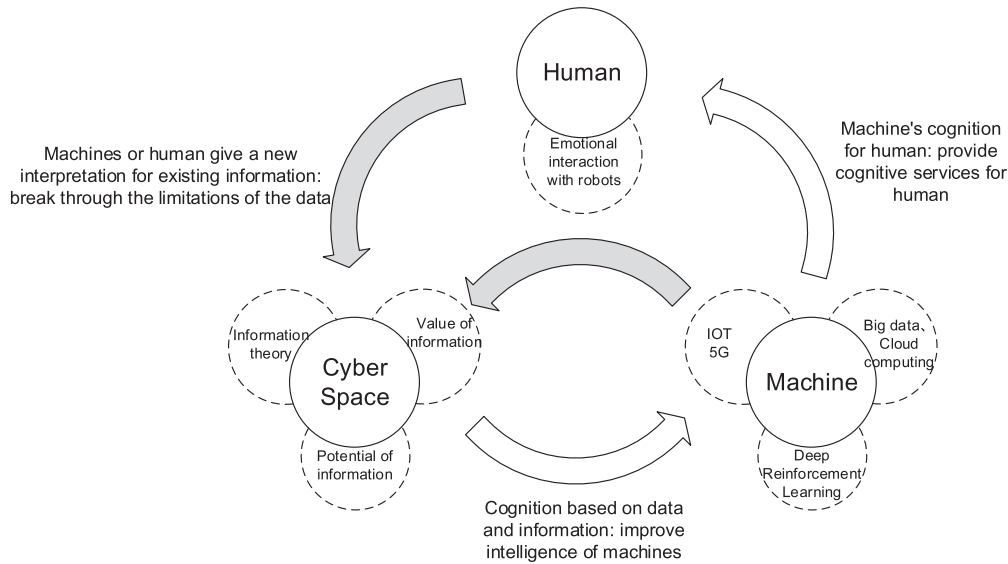 Human
Emotional
interaction
with robots
Machines or human give a new
interpretation for existing information:
break through the limitations of the data
Machine's cognition
for human: provide
cognitive services for
human
Information
theory
Value of
information
Cyber
Space
Potential of
information
IOT
5G
Big data、
Cloud
computing
Machine
Deep
Reinforcement
Learning
Cognition based on data
and information: improve
intelligence of machines